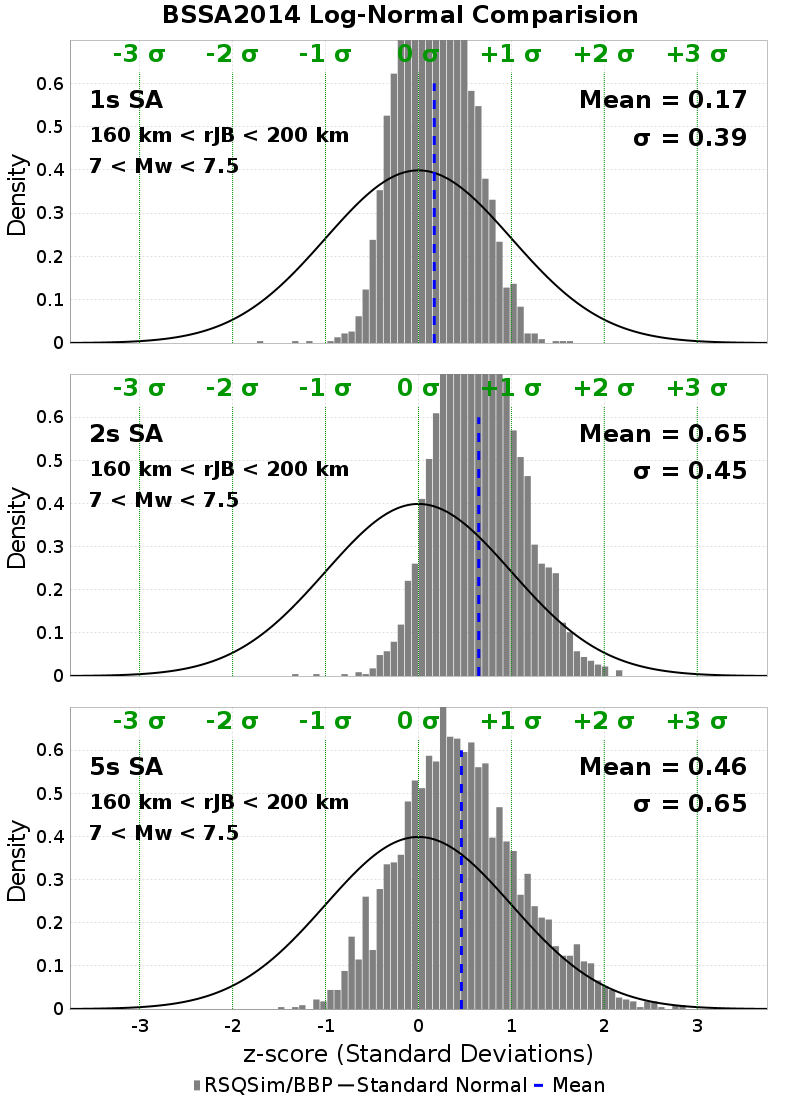 BSSA2014 Log-Normal Comparision
-3 σ -2 σ -1 σ 0 σ +1 σ +2 σ +3 σ
1s SA
160 km < rJB < 200 km
7 < Mw < 7.5
Mean = 0.17
σ = 0.39
0.6
0.5
0.4
0.3
0.2
0.1
0
Density
-3 σ -2 σ -1 σ 0 σ +1 σ +2 σ +3 σ
2s SA
160 km < rJB < 200 km
7 < Mw < 7.5
Mean = 0.65
σ = 0.45
0.6
0.5
0.4
0.3
0.2
0.1
0
Density
-3 σ -2 σ -1 σ 0 σ +1 σ +2 σ +3 σ
5s SA
160 km < rJB < 200 km
7 < Mw < 7.5
Mean = 0.46
σ = 0.65
0.6
0.5
0.4
0.3
0.2
0.1
0
Density
-3 -2 -1 0 1 2 3
z-score (Standard Deviations)
RSQSim/BBP Standard Normal Mean